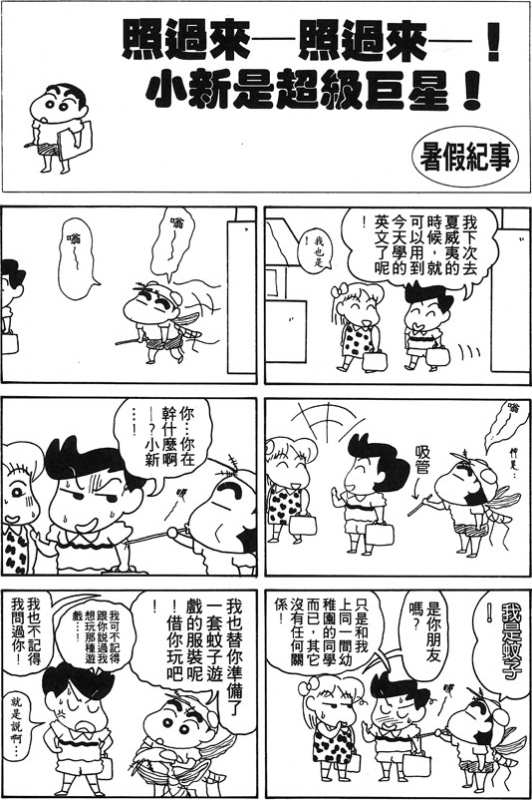 照過來─照過來─！
小新是超級巨星！
暑假紀事
我下次去
夏威夷的
時候，就
可以用到
今天學的
英文了呢
！
我也是
！
嗡～
嗡～
嗡～
吸管
你…你在
幹什麼啊
─？小新
…！
我是蚊子
！
是你朋友
嗎？
只是和我
上同一間幼
稚園的同學
而已，其它
沒有任何關
係！
我也替你準備了
一套蚊子遊
戲的服裝呢
！借你玩吧
！
我可不記得
跟你說過我
想玩那種遊
戲…！
我也不記得
我問過你！
就是說啊…